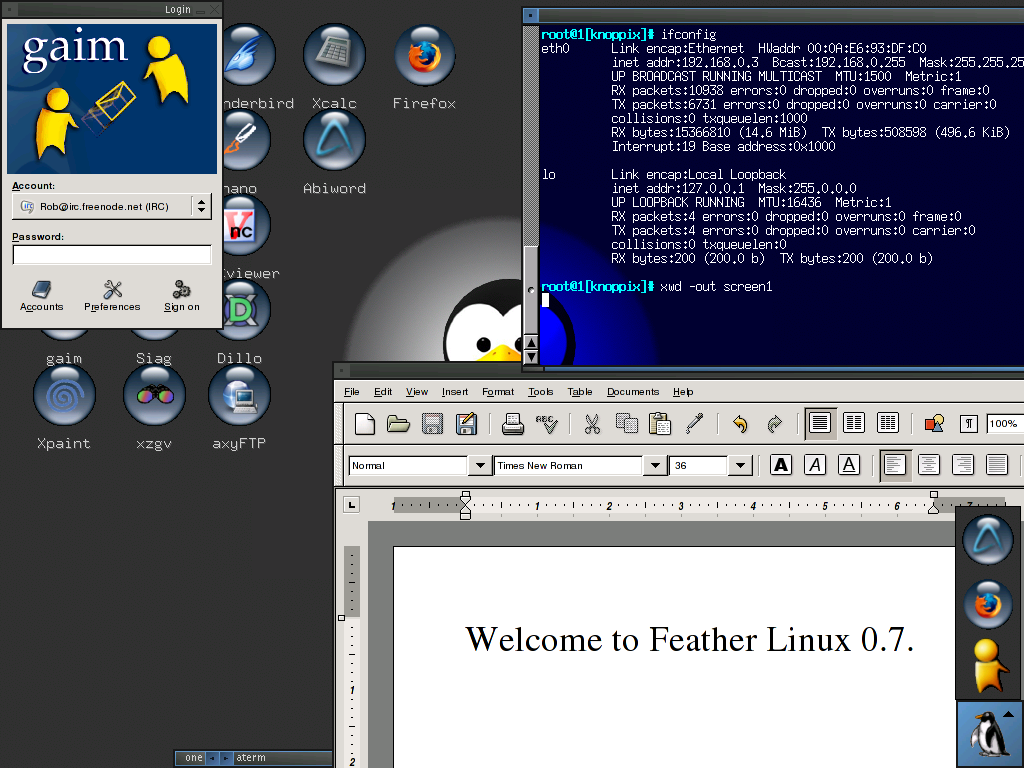 Login
gaim
Account:
Rob@irc.freenode.net (IRC)
Password:
Accounts Preferences Sign on
Xcalc
Firefox
Abiword
gaim
Siag
Dillo
Xpaint
xzgv
axyFTP
root@1[knoppix]# ifconfig
eth0 Link encap:Ethernet HWaddr 00:0A:E6:93:DF:C0
inet addr:192.168.0.3 Bcast:192.168.0.255 Mask:255.255.25
UP BROADCAST RUNNING MULTICAST MTU:1500 Metric:1
RX packets:10938 errors:0 dropped:0 overruns:0 frame:0
TX packets:6731 errors:0 dropped:0 overruns:0 carrier:0
collisions:0 txqueuelen:1000
RX bytes:15366810 (14.6 MiB) TX bytes:508598 (496.6 KiB)
Interrupt:19 Base address:0x1000
lo Link encap:Local Loopback
inet addr:127.0.0.1 Mask:255.0.0.0
UP LOOPBACK RUNNING MTU:16436 Metric:1
RX packets:4 errors:0 dropped:0 overruns:0 frame:0
TX packets:4 errors:0 dropped:0 overruns:0 carrier:0
collisions:0 txqueuelen:0
RX bytes:200 (200.0 b) TX bytes:200 (200.0 b)
root@1[knoppix]# xwd -out screen1
File Edit View Insert Format Tools Table Documents Help
ABC ¶ 100%
Normal Times New Roman 36 A A A
L 1 1 2 3 4 5 6 7
1
2
Welcome to Feather Linux 0.7.
one aterm